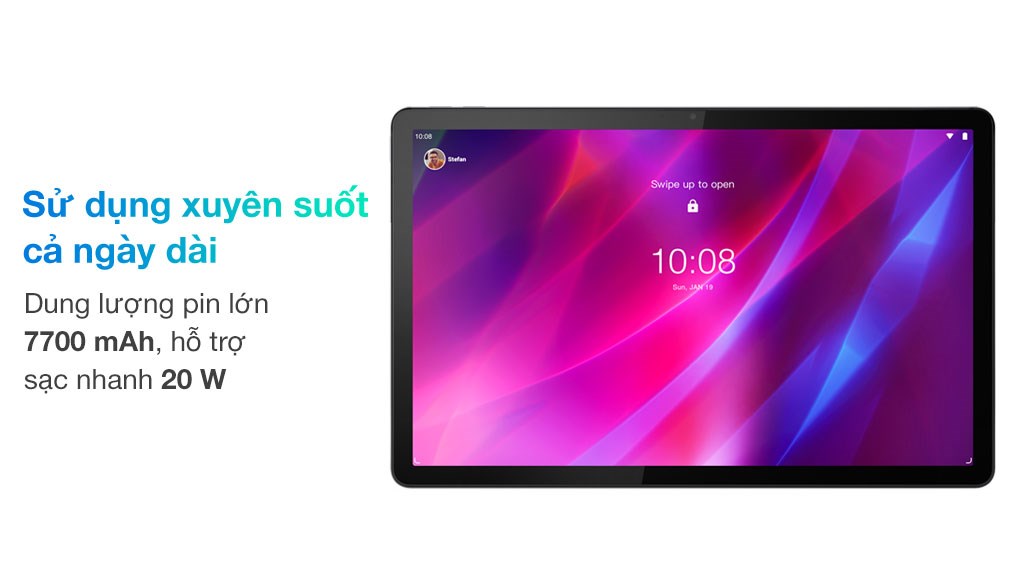 Sử dụng xuyên suốt
cả ngày dài
Dung lượng pin lớn
7700 mAh, hỗ trợ
sạc nhanh 20 W
10:08
Stefan
Swipe up to open
10:08
Sun, JAN 19